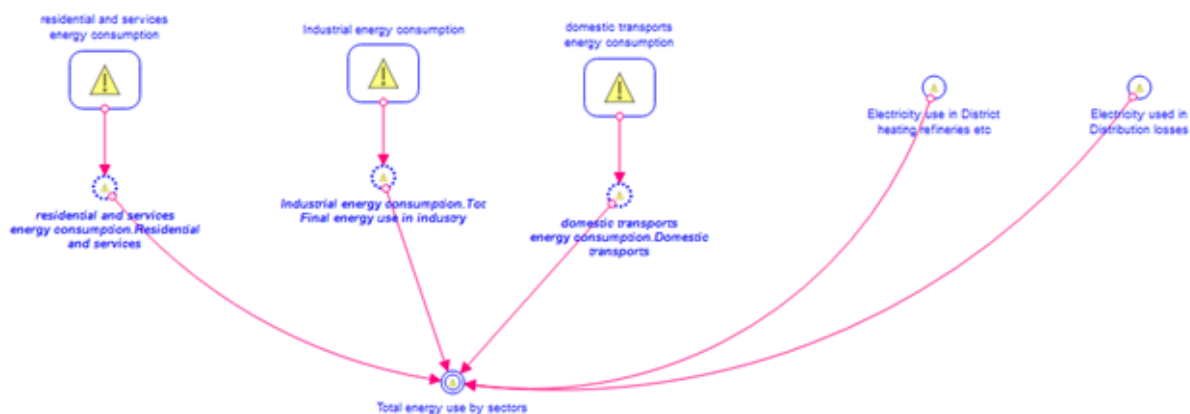 residential and services
energy consumption
Industrial energy consumption
domestic transports
energy consumption
Electricity use in District
heating refineries etc
Electricity used in
Distribution losses
residential and services
energy consumption.Residential
and services
Industrial energy consumption.Tot
Final energy use in industry
domestic transports
energy consumption.Domestic
transports
Total energy use by sectors